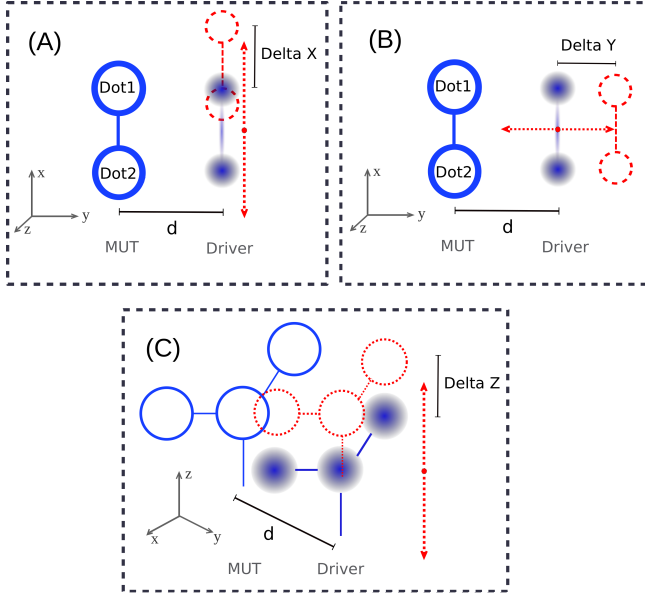 (A)
Delta X
Dot1
Dot2
x
y
z
d
MUT
Driver
(B)
Delta Y
Dot1
Dot2
x
y
z
d
MUT
Driver
(C)
Delta Z
z
x
y
d
MUT
Driver